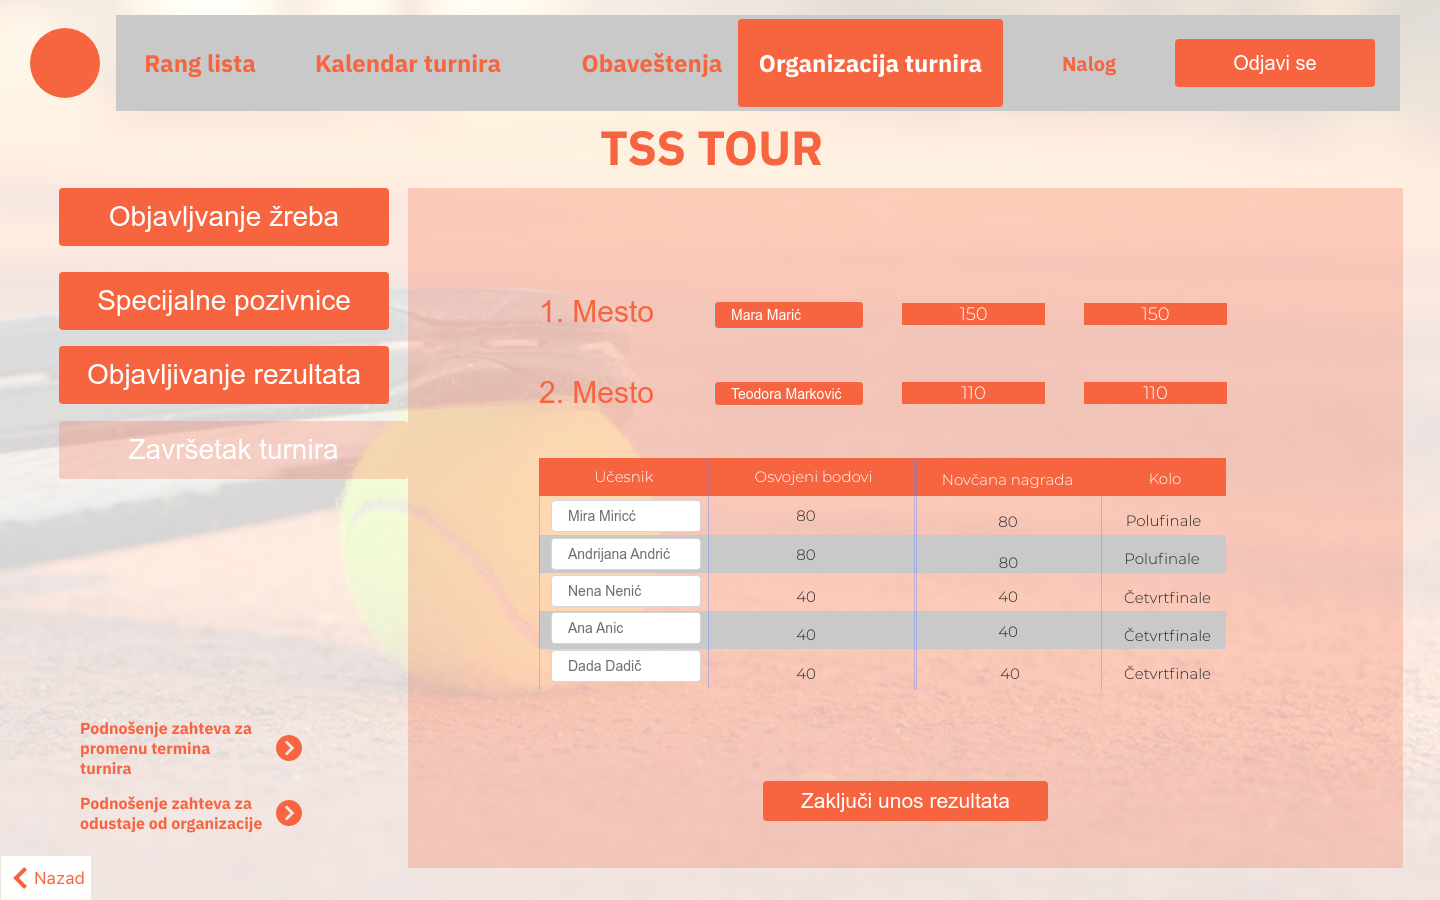 Rang lista
Kalendar turnira
Obaveštenja
Organizacija turnira
Nalog
Odjavi se
TSS TOUR
Objavljvanje žreba
Specijalne pozivnice
Objavljivanje rezultata
Završetak turnira
1. Mesto
Mara Marić
150
150
2. Mesto
Teodora Marković
110
110
Učesnik
Osvojeni bodovi
Novčana nagrada
Kolo
Mira Miricć
80
80
Polufinale
Andrijana Andrić
80
80
Polufinale
Nena Nenić
40
40
Četvrtfinale
Ana Anic
40
40
Četvrtfinale
Dada Dadič
40
40
Četvrtfinale
Zaključi unos rezultata
Podnošenje zahteva za
promenu termina
turnira
Podnošenje zahteva za
odustaje od organizacije
Nazad